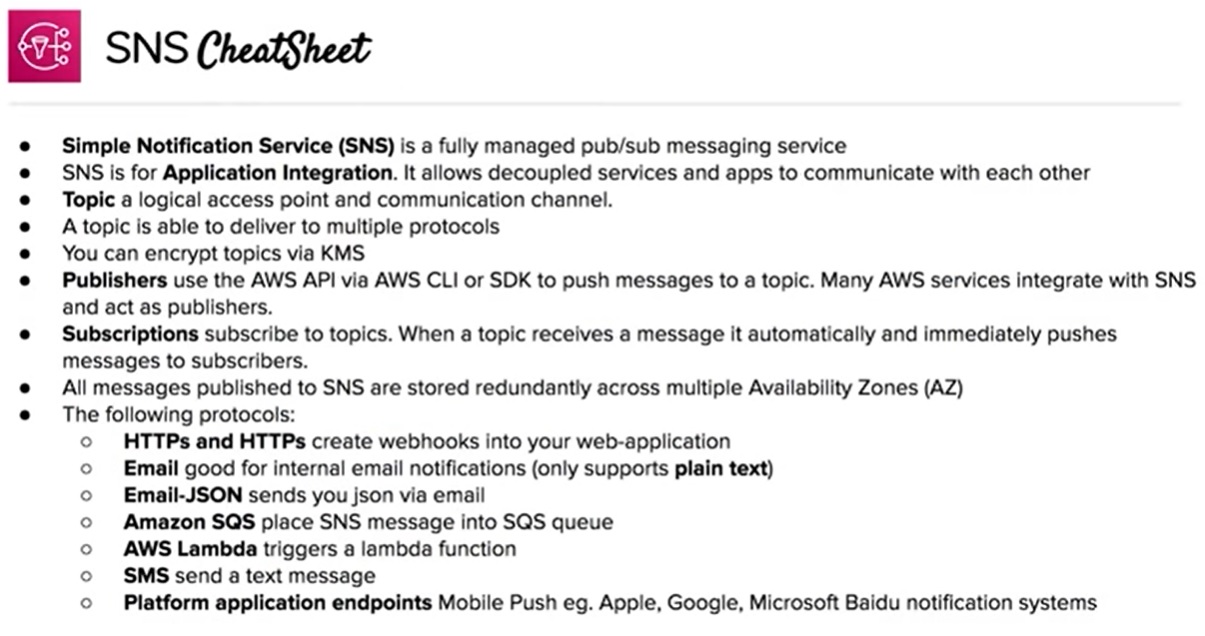 SNS CheatSheet
● Simple Notification Service (SNS) is a fully managed pub/sub messaging service
● SNS is for Application Integration. It allows decoupled services and apps to communicate with each other
● Topic a logical access point and communication channel.
● A topic is able to deliver to multiple protocols
● You can encrypt topics via KMS
● Publishers use the AWS API via AWS CLI or SDK to push messages to a topic. Many AWS services integrate with SNS
and act as publishers.
● Subscriptions subscribe to topics. When a topic receives a message it automatically and immediately pushes
messages to subscribers.
● All messages published to SNS are stored redundantly across multiple Availability Zones (AZ)
● The following protocols:
○ HTTPs and HTTPs create webhooks into your web-application
○ Email good for internal email notifications (only supports plain text)
○ Email-JSON sends you json via email
○ Amazon SQS place SNS message into SQS queue
○ AWS Lambda triggers a lambda function
○ SMS send a text message
○ Platform application endpoints Mobile Push eg. Apple, Google, Microsoft Baidu notification systems